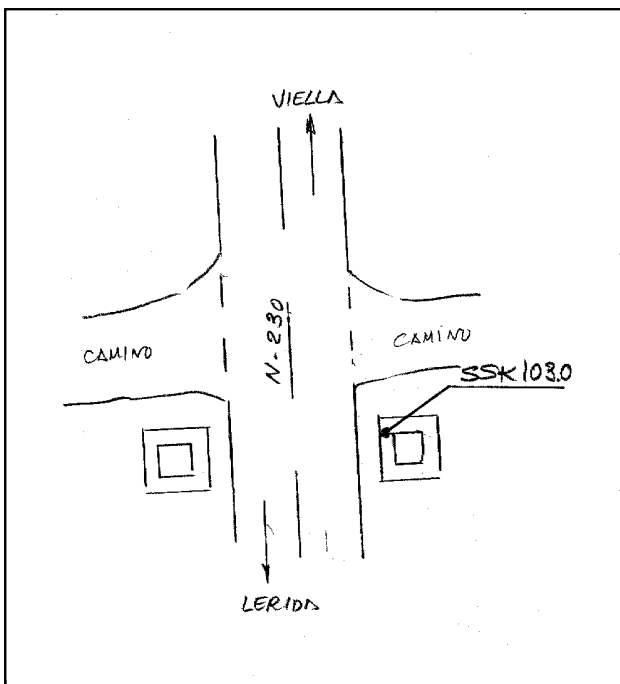 VIELLA
N-230
CAMINO
CAMINO
SSK103.0
LERIDA